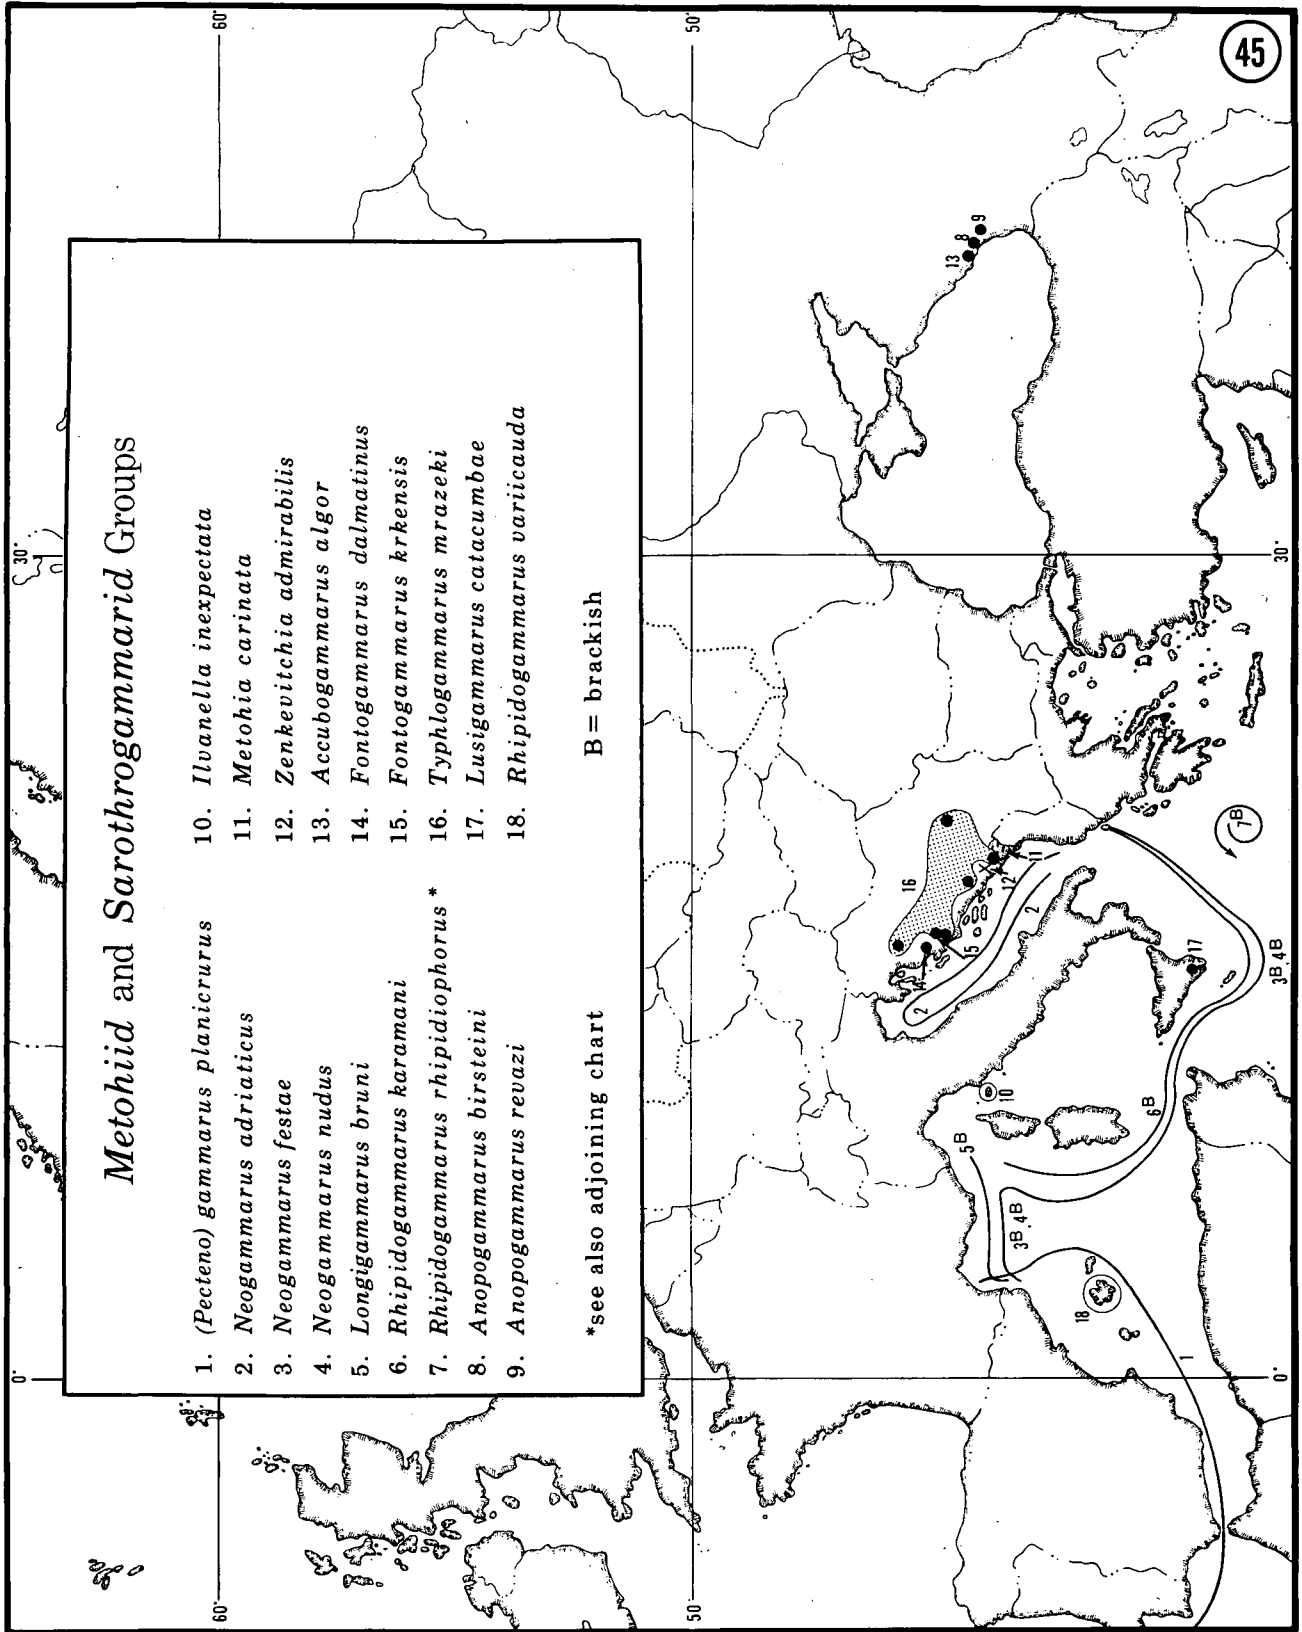 Metohiid and Sarothrogammarid Groups
1. (Pecteno) gammarus planicrurus
2. Neogammarus adriaticus
3. Neogammarus festae
4. Neogammarus nudus
5. Longigammarus bruni
6. Rhipidogammarus karamani
7. Rhipidogammarus rhipidiophorus *
8. Anopogammarus birsteini
9. Anopogammarus revazi
10. Ilvanella inexpectata
11. Metohia carinata
12. Zenkevitchia admirabilis
13. Accubogammarus algor
14. Fontogammarus dalmatinus
15. Fontogammarus krkensis
16. Typhlogammarus mrazeki
17. Lusigammarus catacumbae
18. Rhipidogammarus variicauda
*see also adjoining chart
B = brackish
0°
30°
60°
60°
50°
50°
0°
30°
45
16
14
15
12
11
2
2
13
8
9
10
5B
3B 4B
6B
17
3B 4B
7B
18
1